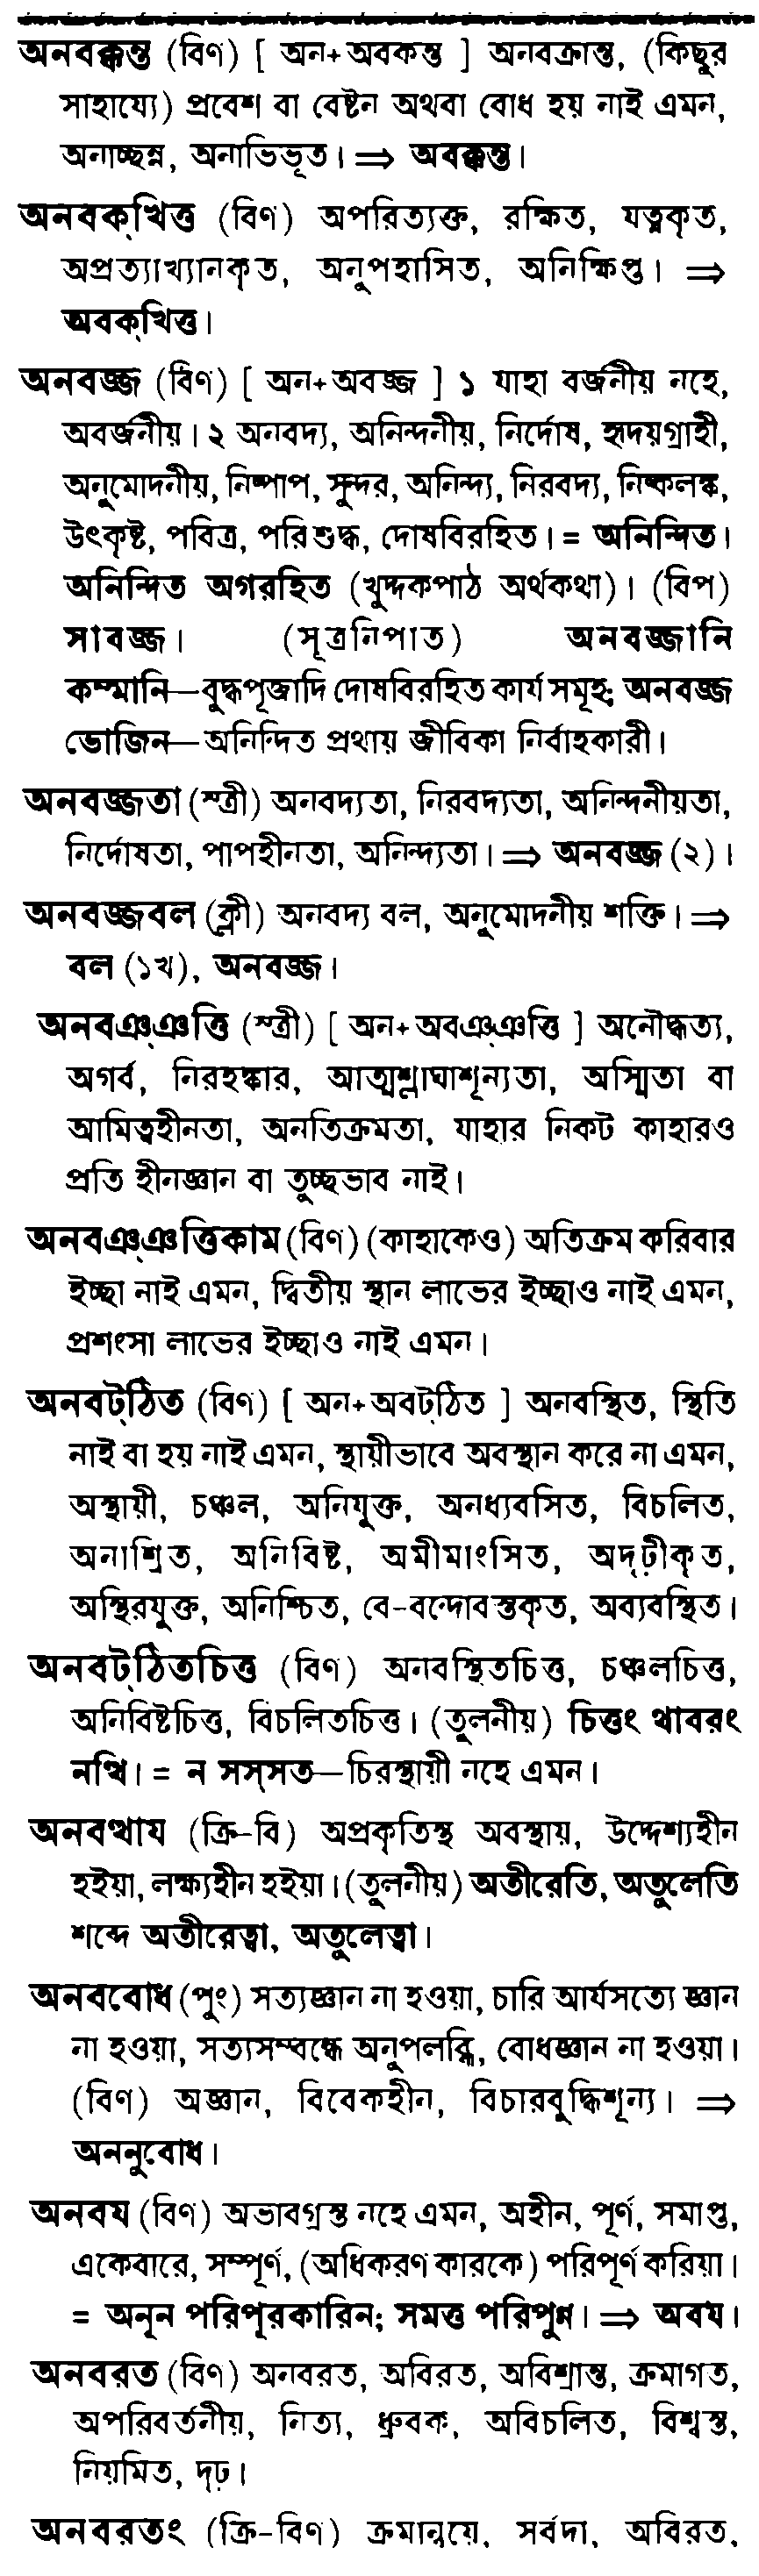 অনবক্কন্ত (বিণ) [ অন+অবকন্ত ] অনবক্রান্ত, (কিছুর
সাহায্যে) প্রবেশ বা বেষ্টন অথবা বোধ হয় নাই এমন,
অনাচ্ছন্ন, অনাভিভূত। ⇒ অবক্কন্ত।
অনবক্‌খিত্ত (বিণ) অপরিত্যক্ত, রক্ষিত, যত্নকৃত,
অপ্রত্যাখ্যানকৃত, অনুপহাসিত, অনিক্ষিপ্ত। ⇒
অবক্‌খিত্ত।
অনবজ্জ (বিণ) [ অন+অবজ্জ ] ১ যাহা বর্জনীয় নহে,
অবর্জনীয়। ২ অনবদ্য, অনিন্দনীয়, নির্দোষ, হৃদয়গ্রাহী,
অনুমোদনীয়, নিষ্পাপ, সুন্দর, অনিন্দ্য, নিরবদ্য, নিষ্কলঙ্ক,
উৎকৃষ্ট, পবিত্র, পরিশুদ্ধ, দোষবিরহিত। = অনিন্দিত।
অনিন্দিত অগরহিত (খুদ্দকপাঠ অর্থকথা)। (বিপ)
সাবজ্জ। (সূত্রনিপাত) অনবজ্জানি
কম্মানি—বুদ্ধপূজাদি দোষবিরহিত কার্য সমূহ; অনবজ্জ
ভোজিন—অনিন্দিত প্রথায় জীবিকা নির্বাহকারী।
অনবজ্জতা (স্ত্রী) অনবদ্যতা, নিরবদ্যতা, অনিন্দনীয়তা,
নির্দোষতা, পাপহীনতা, অনিন্দ্যতা। ⇒ অনবজ্জ (২)।
অনবজ্জবল (ক্লী) অনবদ্য বল, অনুমোদনীয় শক্তি। ⇒
বল (১খ), অনবজ্জ।
অনবঞ্‌ঞত্তি (স্ত্রী) [ অন+অবঞ্‌ঞত্তি ] অনৌদ্ধত্য,
অগর্ব, নিরহঙ্কার, আত্মশ্লাঘাশূন্যতা, অস্মিতা বা
আমিত্বহীনতা, অনতিক্রমতা, যাহার নিকট কাহারও
প্রতি হীনজ্ঞান বা তুচ্ছভাব নাই।
অনবঞ্‌ঞত্তিকাম (বিণ) (কাহাকেও) অতিক্রম করিবার
ইচ্ছা নাই এমন, দ্বিতীয় স্থান লাভের ইচ্ছাও নাই এমন,
প্রশংসা লাভের ইচ্ছাও নাই এমন।
অনবট্‌ঠিত (বিণ) [ অন+অবট্‌ঠিত ] অনবস্থিত, স্থিতি
নাই বা হয় নাই এমন, স্থায়ীভাবে অবস্থান করে না এমন,
অস্থায়ী, চঞ্চল, অনিযুক্ত, অনধ্যবসিত, বিচলিত,
অনাশ্রিত, অনিবিষ্ট, অমীমাংসিত, অদৃঢ়ীকৃত,
অস্থিরযুক্ত, অনিশ্চিত, বে-বন্দোবস্তকৃত, অব্যবস্থিত।
অনবট্‌ঠিতচিত্ত (বিণ) অনবস্থিতচিত্ত, চঞ্চলচিত্ত,
অনিবিষ্টচিত্ত, বিচলিতচিত্ত। (তুলনীয়) চিত্তং থাবরং
নত্থি। = ন সস্‌সত—চিরস্থায়ী নহে এমন।
অনবত্থায (ক্রি-বি) অপ্রকৃতিস্থ অবস্থায়, উদ্দেশ্যহীন
হইয়া, লক্ষ্যহীন হইয়া। (তুলনীয়) অতীরেতি, অতুলেতি
শব্দে অতীরেত্বা, অতুলেত্বা।
অনববোধ (পুং) সত্যজ্ঞান না হওয়া, চারি আর্যসত্যে জ্ঞান
না হওয়া, সত্যসম্বন্ধে অনুপলব্ধি, বোধজ্ঞান না হওয়া।
(বিণ) অজ্ঞান, বিবেকহীন, বিচারবুদ্ধিশূন্য। ⇒
অননুবোধ।
অনবয (বিণ) অভাবগ্রস্ত নহে এমন, অহীন, পূর্ণ, সমাপ্ত,
একেবারে, সম্পূর্ণ, (অধিকরণ কারকে) পরিপূর্ণ করিয়া।
= অনূন পরিপূরকারিন; সমত্ত পরিপুণ্ন। ⇒ অবয।
অনবরত (বিণ) অনবরত, অবিরত, অবিশ্রান্ত, ক্রমাগত,
অপরিবর্তনীয়, নিত্য, ধ্রুবক, অবিচলিত, বিশ্বস্ত,
নিয়মিত, দৃঢ়।
অনবরতং (ক্রি-বিণ) ক্রমান্বয়ে, সর্বদা, অবিরত,